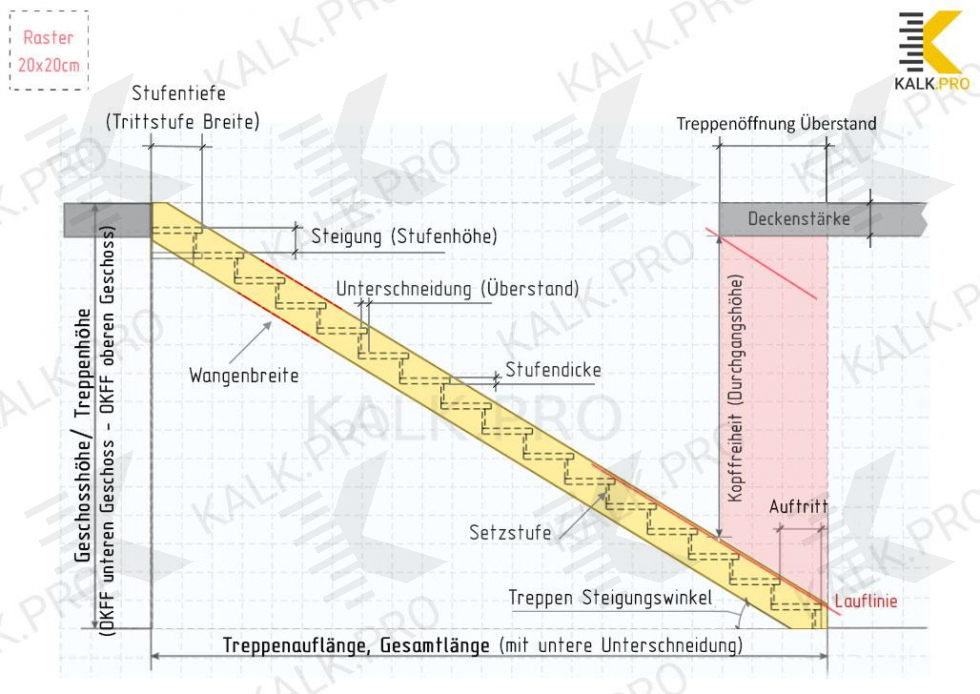 Raster
20x20cm
KALK.PRO
Stufentiefe
(Trittstufe Breite)
Treppenöffnung Überstand
Deckenstärke
Steigung (Stufenhöhe)
Unterschneidung (Überstand)
Wangenbreite
Stufendicke
Geschosshöhe/ Treppenhöhe
(OKFF unteren Geschoss - OKFF oberen Geschoss)
Kopffreiheit (Durchgangshöhe)
Auftritt
Setzstufe
Treppen Steigungswinkel
Lauflinie
Treppenauflänge, Gesamtlänge (mit untere Unterschneidung)